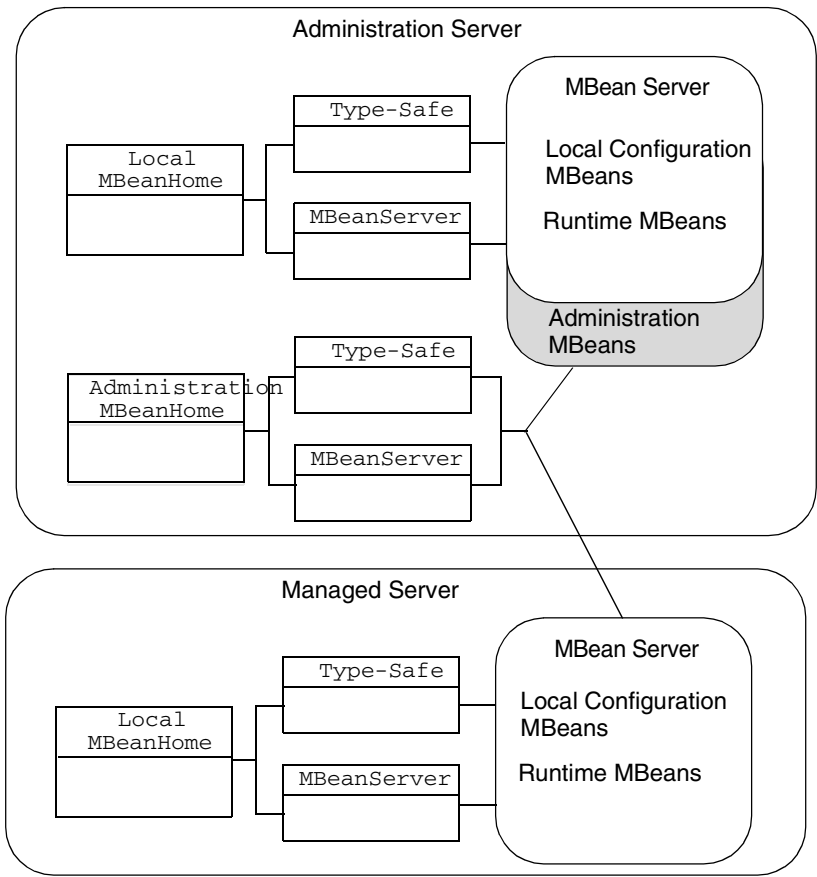 Administration Server
MBean Server
Type-Safe
Local Configuration
MBeans
Local
MBeanHome
MBeanServer
Runtime MBeans
Administration
MBeans
Type-Safe
Administration
MBeanHome
MBeanServer
Managed Server
MBean Server
Type-Safe
Local Configuration
MBeans
Local
MBeanHome
MBeanServer
Runtime MBeans